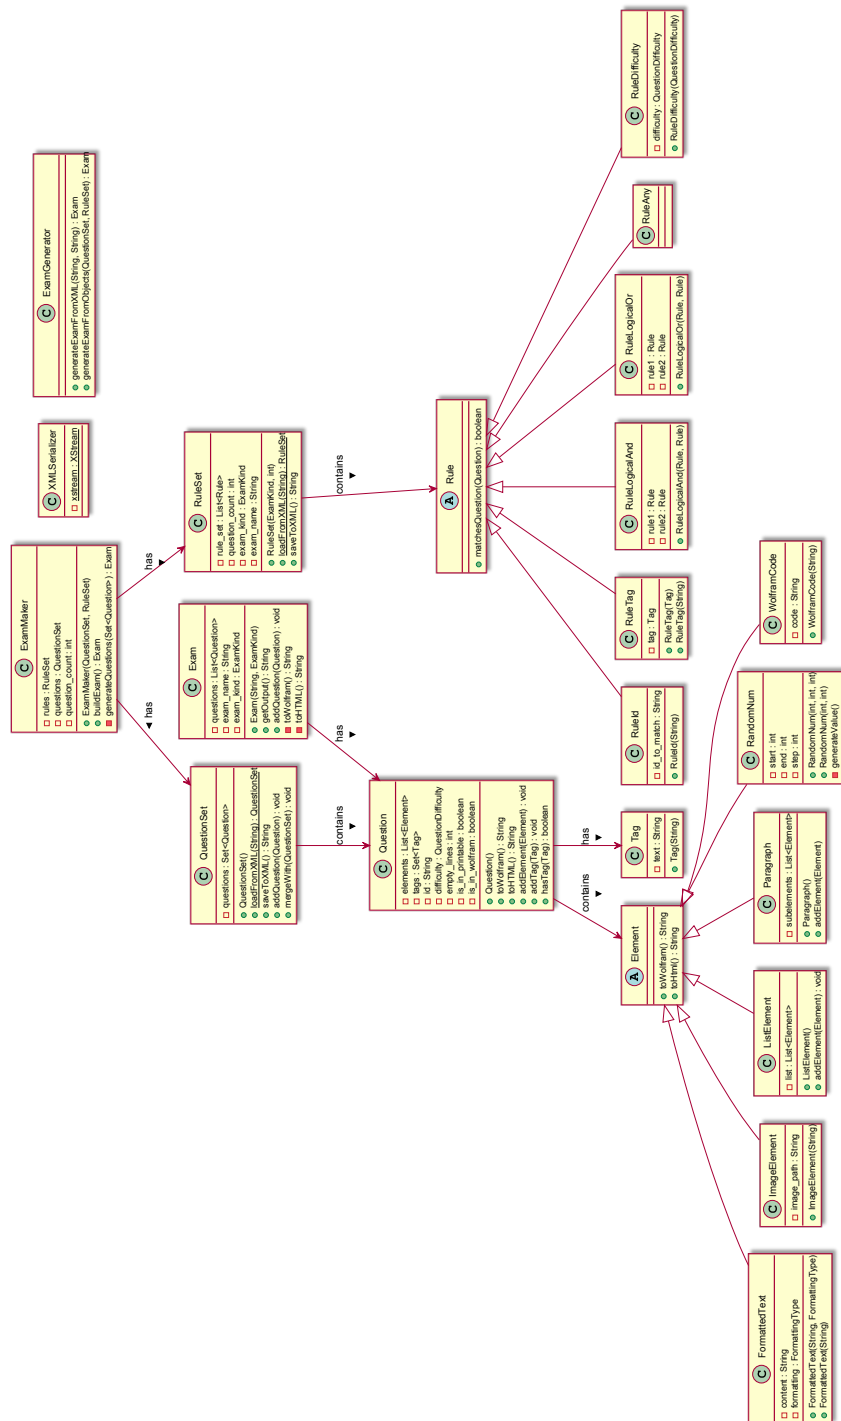 C ExamGenerator
generateExamFromXML(String, String) : Exam
generateExamFromObjects(QuestionSet, RuleSet) : Exam
C XMLSerializer
xstream : XStream
C ExamMaker
rules : RuleSet
questions : QuestionSet
question_count : int
ExamMaker(QuestionSet, RuleSet)
buildExam() : Exam
generateQuestions(Set<Question>) : Exam
◄ has
has ►
C RuleSet
rule_set : List<Rule>
question_count : int
exam_kind : ExamKind
exam_name : String
RuleSet(ExamKind, int)
loadFromXML(String) : RuleSet
saveToXML() : String
C Exam
questions : List<Question>
exam_name : String
exam_kind : ExamKind
Exam(String, ExamKind)
getOutput() : String
addQuestion(Question) : void
toWolfram() : String
toHTML() : String
C QuestionSet
questions : Set<Question>
QuestionSet()
loadFromXML(String) : QuestionSet
saveToXML() : String
addQuestion(Question) : void
mergeWith(QuestionSet) : void
contains ►
has ►
contains ►
C Question
elements : List<Element>
tags : Set<Tag>
id : String
difficulty : QuestionDifficulty
empty_lines : int
is_in_printable : boolean
is_in_wolfram : boolean
Question()
toWolfram() : String
toHTML() : String
addElement(Element) : void
addTag(Tag) : void
hasTag(Tag) : boolean
A Rule
matchesQuestion(Question) : boolean
contains ►
has ►
C RuleDifficulty
difficulty : QuestionDifficulty
RuleDifficulty(QuestionDifficulty)
C RuleAny
C RuleLogicalOr
rule1 : Rule
rule2 : Rule
RuleLogicalOr(Rule, Rule)
C RuleLogicalAnd
rule1 : Rule
rule2 : Rule
RuleLogicalAnd(Rule, Rule)
C RuleTag
tag : Tag
RuleTag(Tag)
RuleTag(String)
C RuleId
id_to_match : String
RuleId(String)
C Tag
text : String
Tag(String)
A Element
toWolfram() : String
toHtml() : String
C WolframCode
code : String
WolframCode(String)
C RandomNum
start : int
end : int
step : int
RandomNum(int, int, int)
RandomNum(int, int)
generateValue()
C Paragraph
subelements : List<Element>
Paragraph()
addElement(Element)
C ListElement
list : List<Element>
ListElement()
addElement(Element) : void
C ImageElement
image_path : String
ImageElement(String)
C FormattedText
content : String
formatting : FormattingType
FormattedText(String, FormattingType)
FormattedText(String)